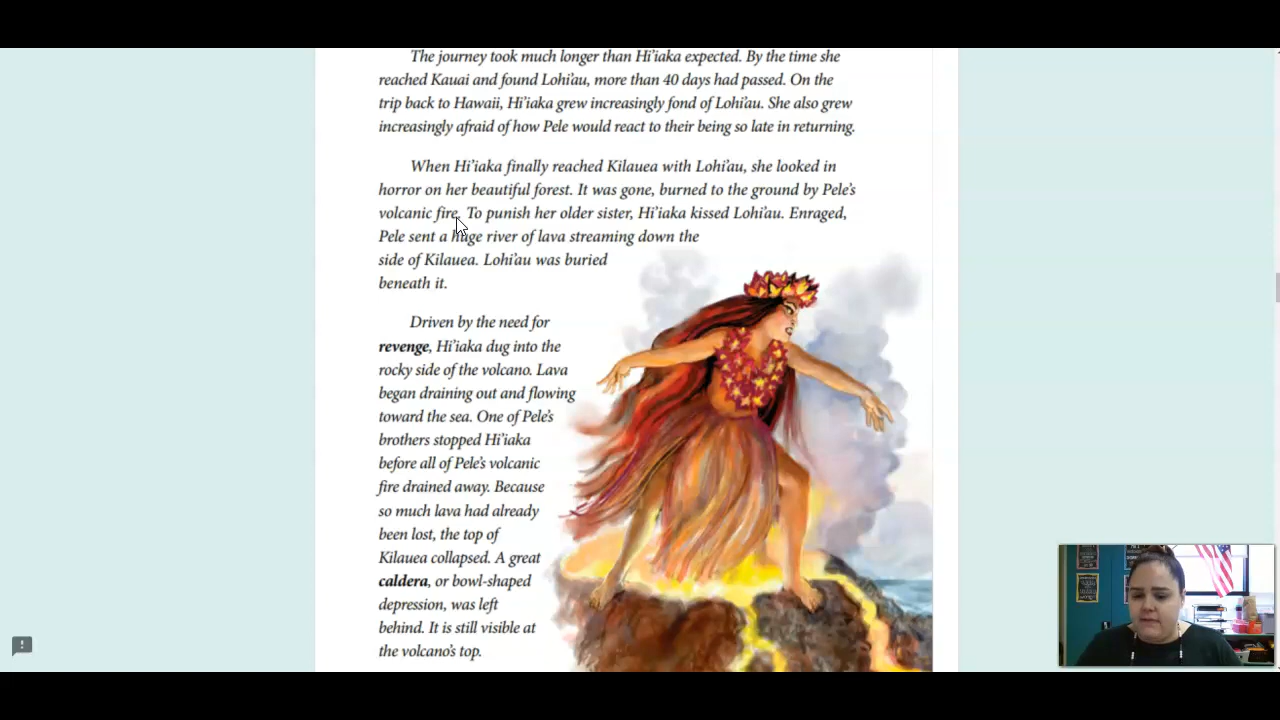 The journey took much longer than Hi'iaka expected. By the time she
reached Kauai and found Lohi'au, more than 40 days had passed. On the
trip back to Hawaii, Hi'iaka grew increasingly fond of Lohi'au. She also grew
increasingly afraid of how Pele would react to their being so late in returning.
When Hi'iaka finally reached Kilauea with Lohi'au, she looked in
horror on her beautiful forest. It was gone, burned to the ground by Pele's
volcanic fire. To punish her older sister, Hi'iaka kissed Lohi'au. Enraged,
Pele sent a huge river of lava streaming down the
side of Kilauea. Lohi'au was buried
beneath it.
Driven by the need for
revenge, Hi'iaka dug into the
rocky side of the volcano. Lava
began draining out and flowing
toward the sea. One of Pele's
brothers stopped Hi'iaka
before all of Pele's volcanic
fire drained away. Because
so much lava had already
been lost, the top of
Kilauea collapsed. A great
caldera, or bowl-shaped
depression, was left
behind. It is still visible at
the volcano's top.